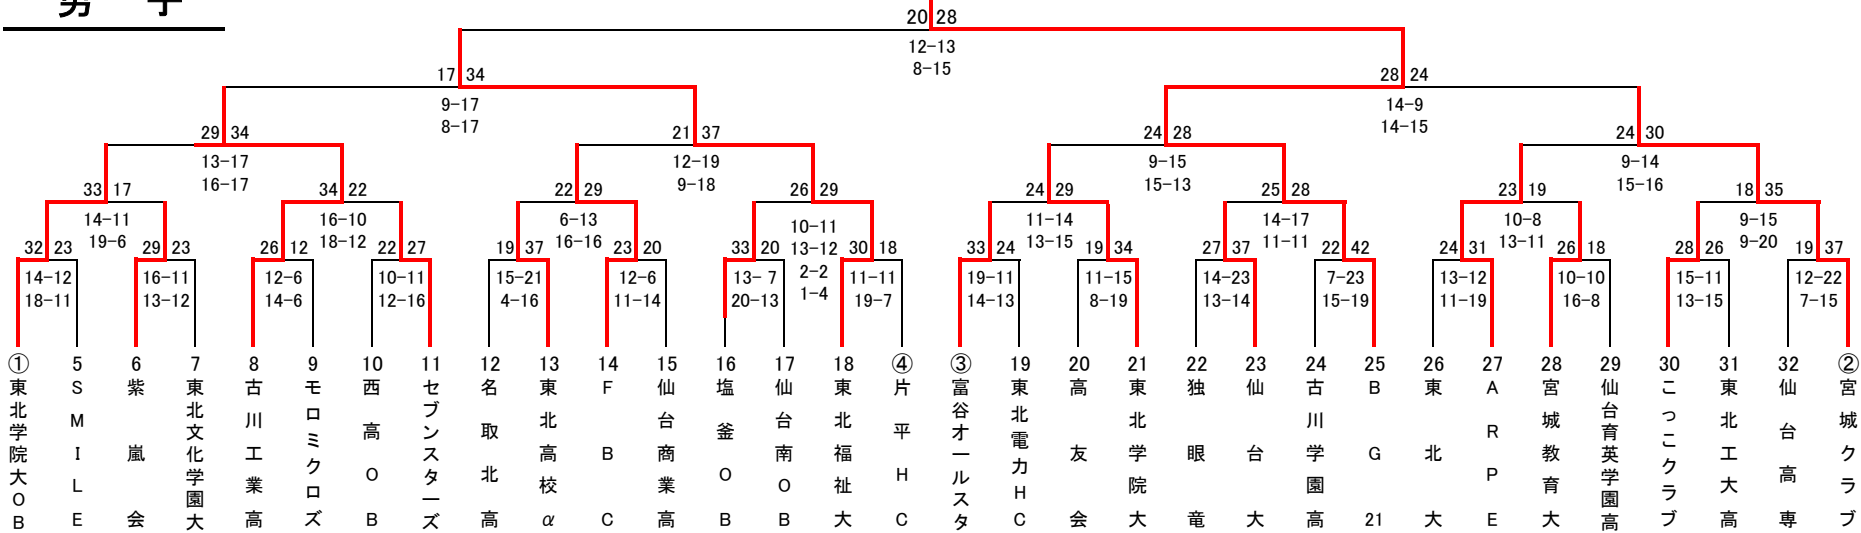 男 子
20 28
12-13
8-15
17 34
28 24
9-17
8-17
14-9
14-15
29 34
21 37
24 28
24 30
13-17
16-17
12-19
9-18
9-15
15-13
9-14
15-16
33 17
34 22
22 29
26 29
24 29
25 28
23 19
18 35
14-11
19-6
16-10
18-12
6-13
16-16
10-11
13-12
2-2
1-4
11-14
13-15
14-17
11-11
10-8
13-11
9-15
9-20
32 23
29 23
26 12
22 27
19 37
23 20
33 20
30 18
33 24
19 34
27 37
22 42
24 31
26 18
28 26
19 37
14-12
18-11
16-11
13-12
12-6
14-6
10-11
12-16
15-21
4-16
12-6
11-14
13- 7
20-13
11-11
19-7
19-11
14-13
11-15
8-19
14-23
13-14
7-23
15-19
13-12
11-19
10-10
16-8
15-11
13-15
12-22
7-15
① 東北学院大OB
5 SMILE
6 紫嵐会
7 東北文化学園大
8 古川工業高
9 モロミクロズ
10 西高OB
11 セブンスターズ
12 名取北高
13 東北高校α
14 FBC
15 仙台商業高
16 塩釜OB
17 仙台南OB
18 東北福祉大
④ 片平HC
③ 富谷オールスタ
19 東北電力HC
20 高友会
21 東北学院大
22 独眼竜
23 仙台大
24 古川学園高
25 BG21
26 東北大
27 ARPE
28 宮城教育大
29 仙台育英学園高
30 こっこクラブ
31 東北工大高
32 仙台高専
② 宮城クラブ